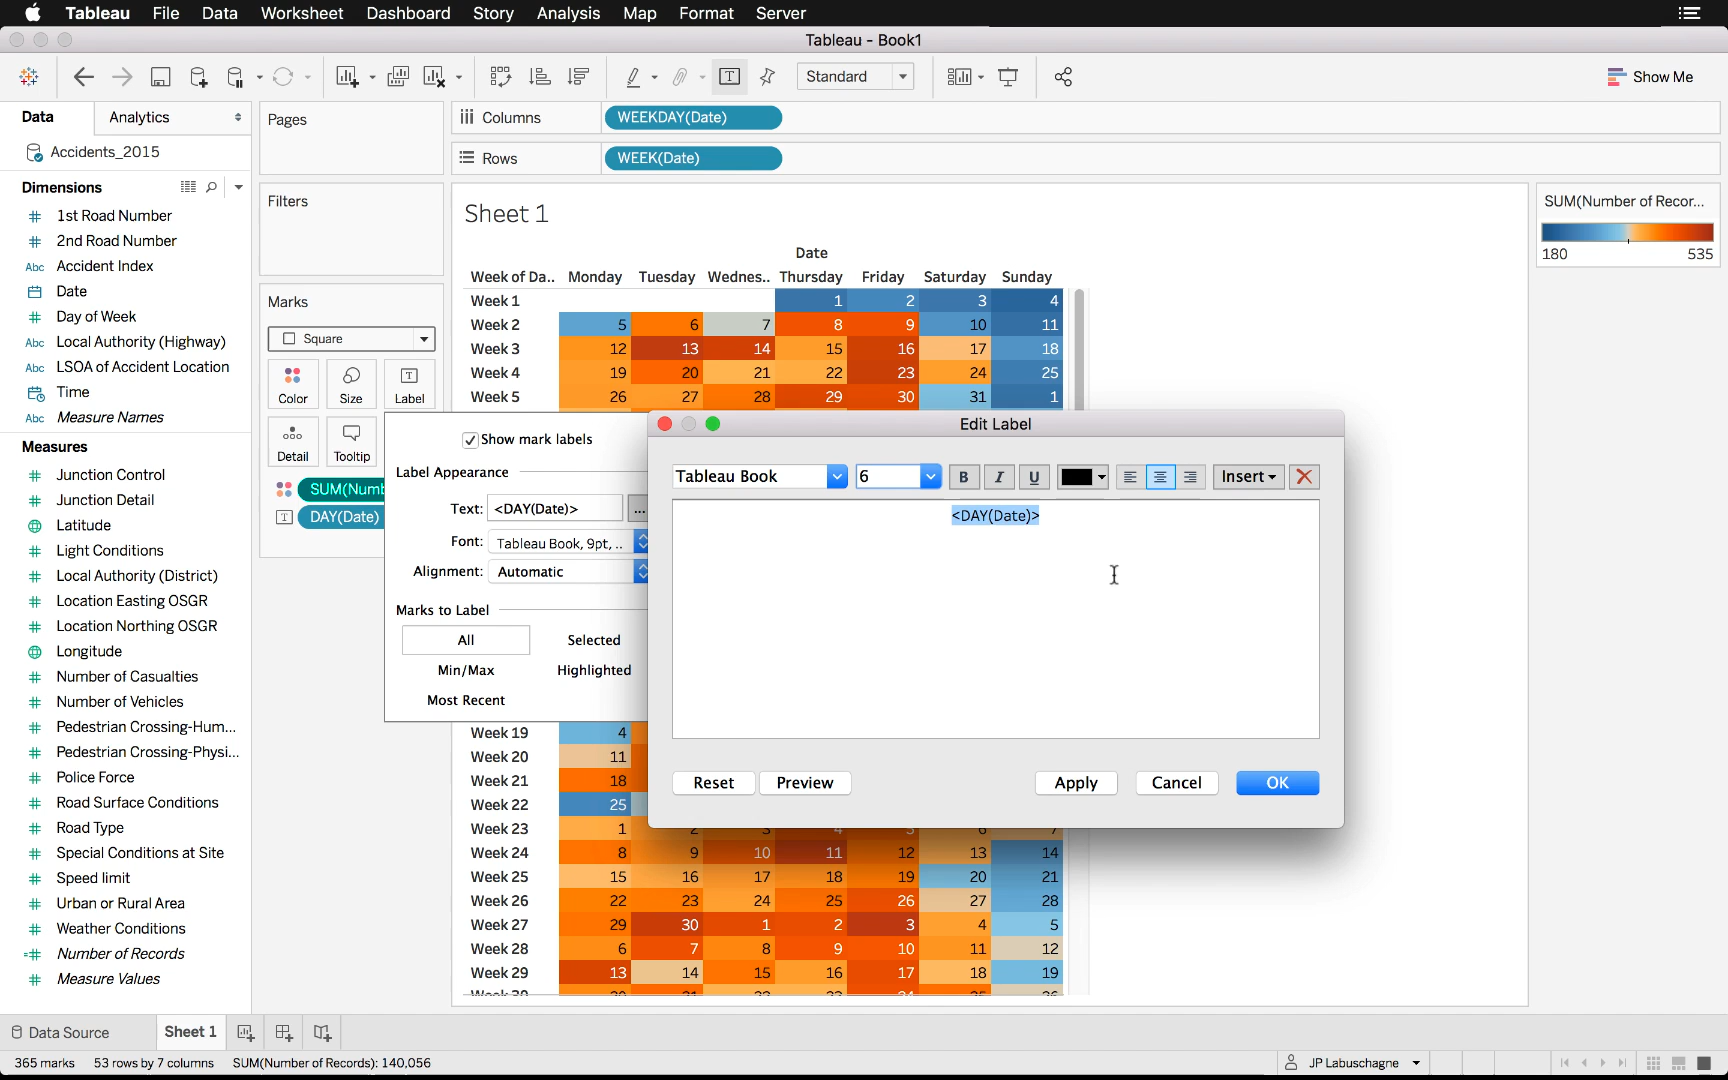 Tableau File Data Worksheet Dashboard Story Analysis Map Format Server
Tableau - Book1
Standard
Show Me
Data
Analytics
Accidents_2015
Dimensions
1st Road Number
2nd Road Number
Abc Accident Index
Date
Day of Week
Abc Local Authority (Highway)
Abc LSOA of Accident Location
Time
Abc Measure Names
Measures
Junction Control
Junction Detail
Latitude
Light Conditions
Local Authority (District)
Location Easting OSGR
Location Northing OSGR
Longitude
Number of Casualties
Number of Vehicles
Pedestrian Crossing-Hum...
Pedestrian Crossing-Physi...
Police Force
Road Surface Conditions
Road Type
Special Conditions at Site
Speed limit
Urban or Rural Area
Weather Conditions
Number of Records
Measure Values
Pages
Filters
Marks
Square
Color Size Label
Detail Tooltip
SUM(Numb
DAY(Date)
Columns WEEKDAY(Date)
Rows WEEK(Date)
Sheet 1
Date
Week of Da.. Monday Tuesday Wednes.. Thursday Friday Saturday Sunday
Week 1 1 2 3 4
Week 2 5 6 7 8 9 10 11
Week 3 12 13 14 15 16 17 18
Week 4 19 20 21 22 23 24 25
Week 5 26 27 28 29 30 31 1
Show mark labels
Label Appearance
Text: <DAY(Date)> ...
Font: Tableau Book, 9pt, ..
Alignment: Automatic
Marks to Label
All Selected
Min/Max Highlighted
Most Recent
Edit Label
Tableau Book 6 B I U Insert
<DAY(Date)>
Reset Preview Apply Cancel OK
Week 19 4
Week 20 11
Week 21 18
Week 22 25
Week 23 1 2 3 4 5 6 7
Week 24 8 9 10 11 12 13 14
Week 25 15 16 17 18 19 20 21
Week 26 22 23 24 25 26 27 28
Week 27 29 30 1 2 3 4 5
Week 28 6 7 8 9 10 11 12
Week 29 13 14 15 16 17 18 19
SUM(Number of Recor...
180 535
Data Source
Sheet 1
365 marks 53 rows by 7 columns SUM(Number of Records): 140,056
JP Labuschagne